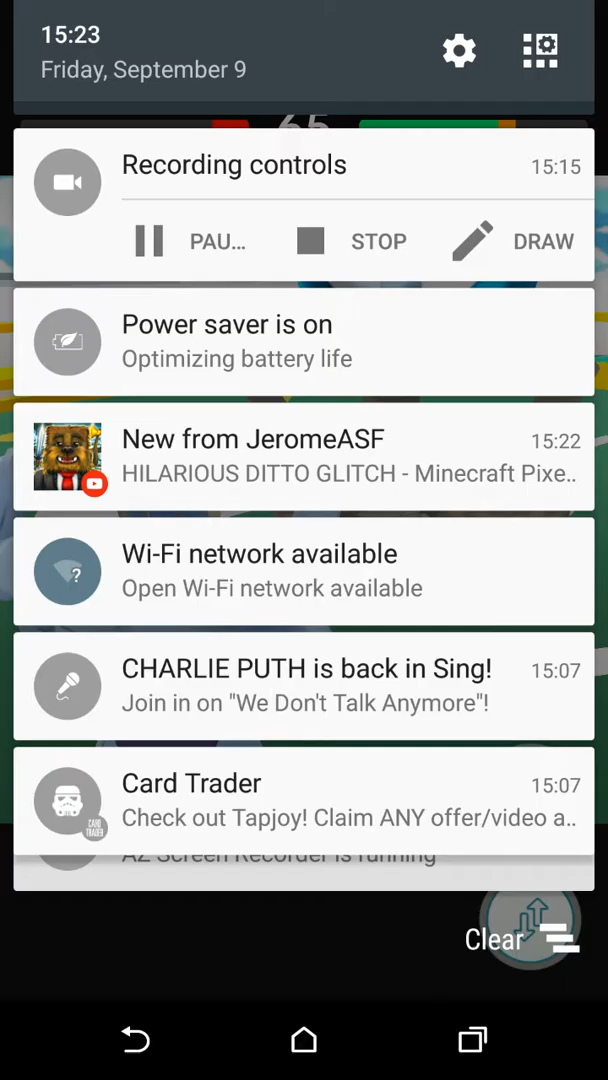 15:23
Friday, September 9
65
Recording controls 15:15
PAU... STOP DRAW
Power saver is on
Optimizing battery life
New from JeromeASF 15:22
HILARIOUS DITTO GLITCH - Minecraft Pixe..
Wi-Fi network available
Open Wi-Fi network available
CHARLIE PUTH is back in Sing! 15:07
Join in on "We Don't Talk Anymore"!
Card Trader 15:07
Check out Tapjoy! Claim ANY offer/video a..
CARD
TRADER
AZ Screen Recorder is running
Clear